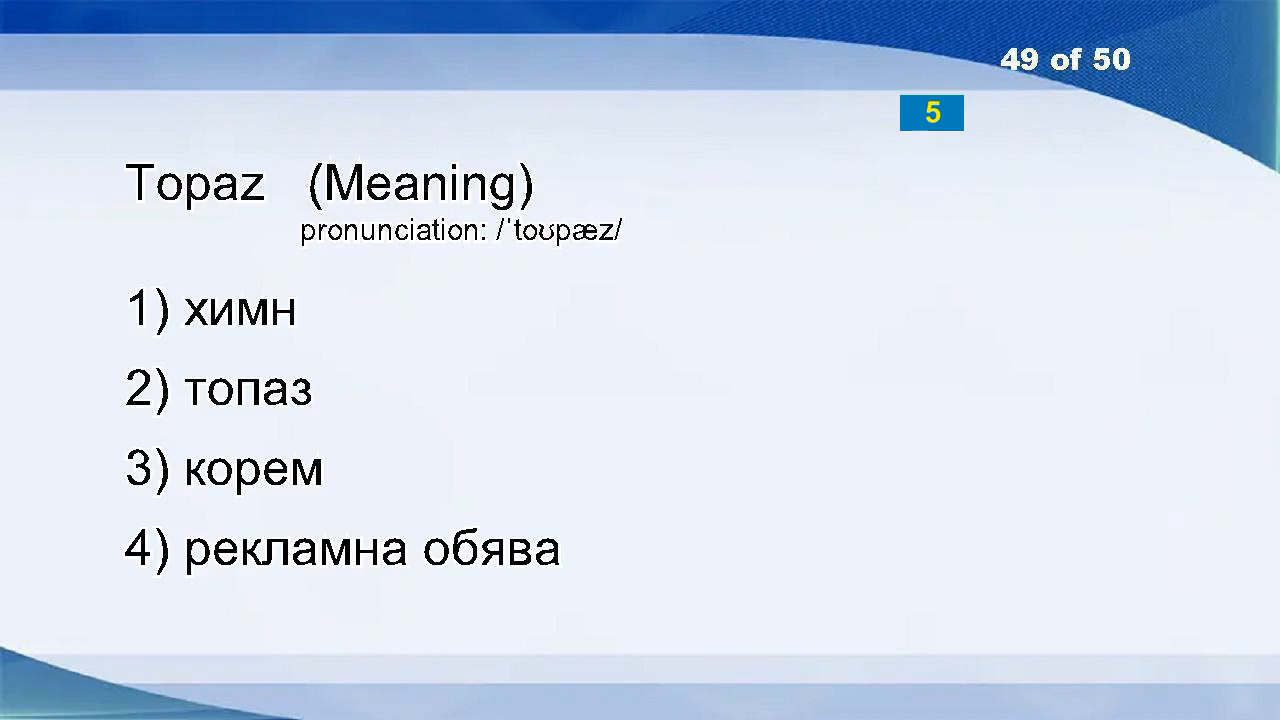 49 of 50
5
Topaz (Meaning)
pronunciation: /ˈtoʊpæz/
1) химн
2) топаз
3) корем
4) рекламна обява